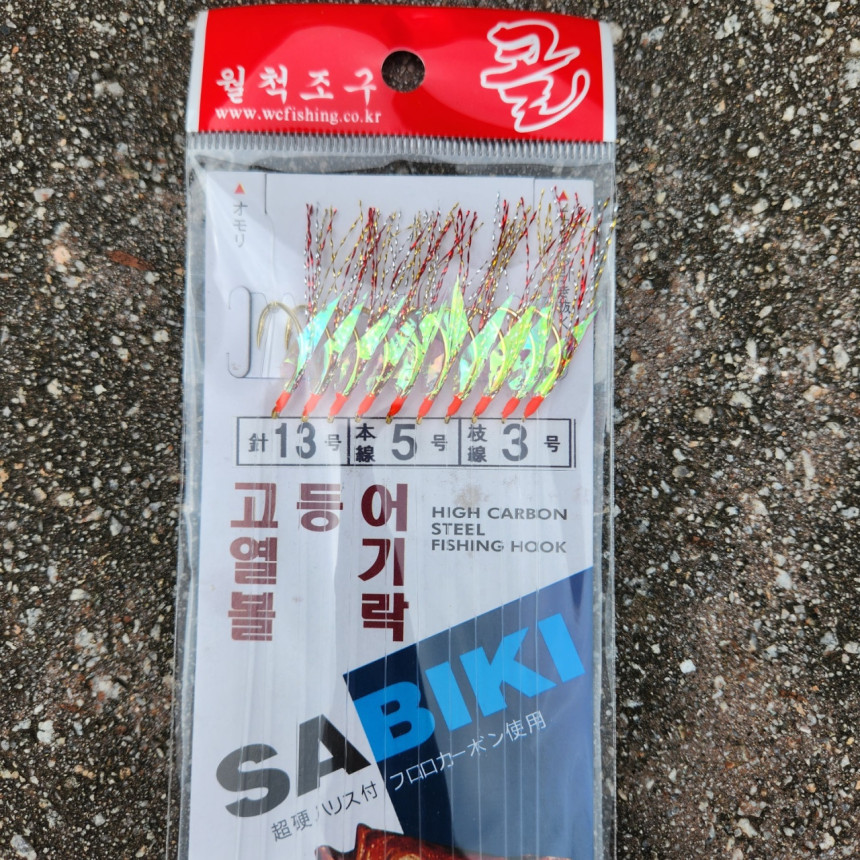 월척조구
www.wcfishing.co.kr
콜
オモリ
針 13 号
本線 5 号
枝線 3 号
고등어
열기
볼락
HIGH CARBON
STEEL
FISHING HOOK
SABIKI
超硬ハリス付 フロロカーボン使用